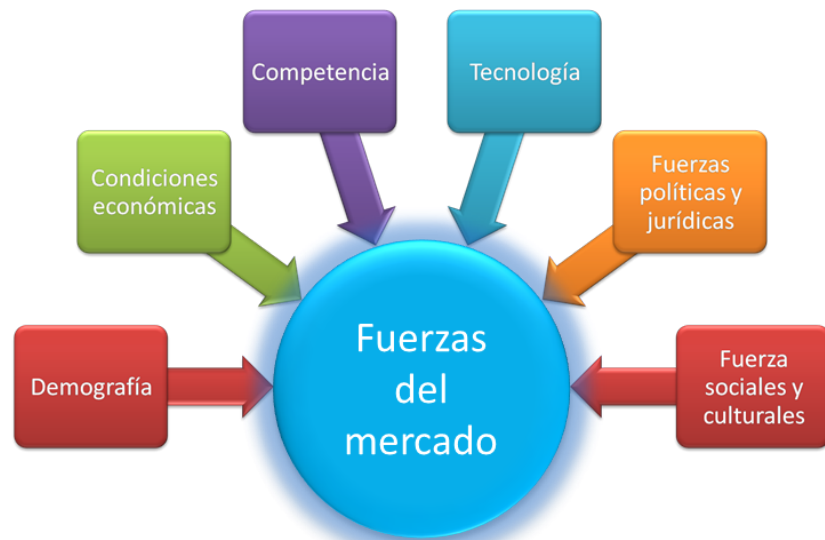 Competencia
Tecnología
Condiciones
económicas
Fuerzas
políticas y
jurídicas
Fuerzas
del
mercado
Demografía
Fuerza
sociales y
culturales